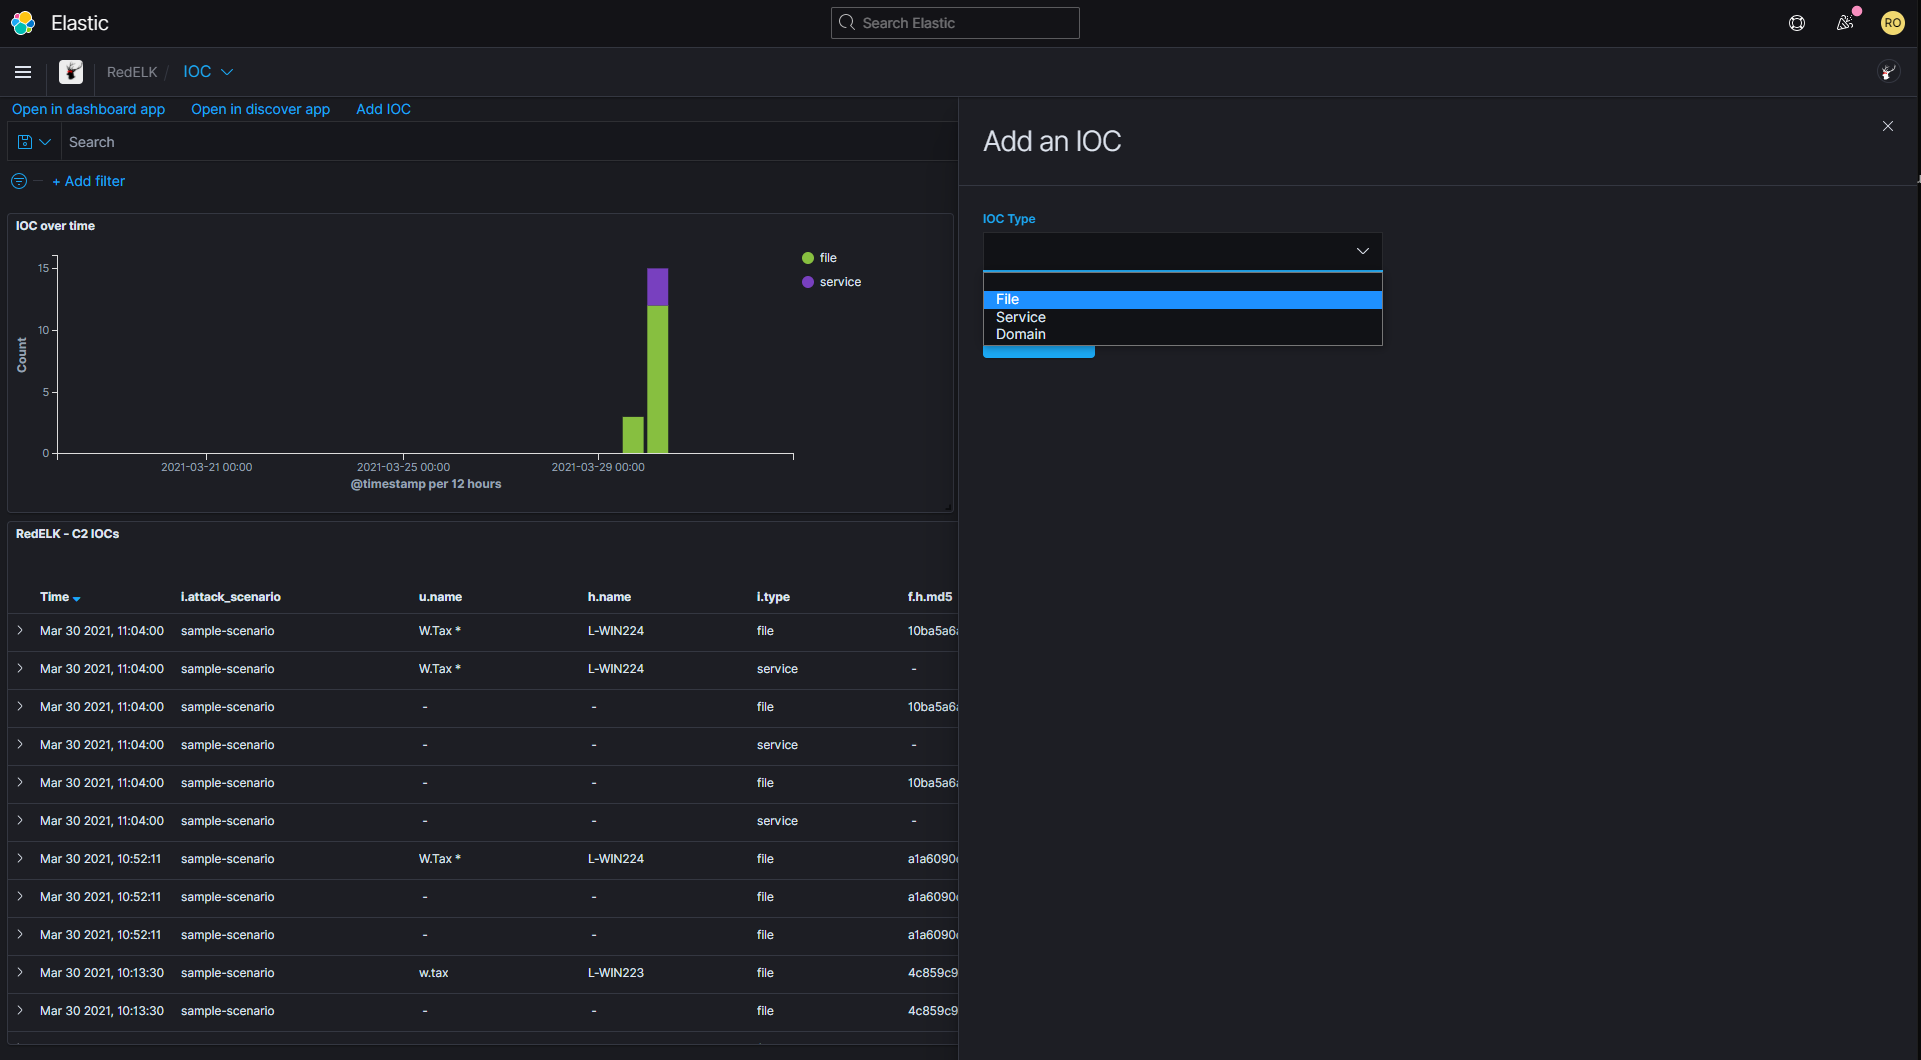 Elastic
Search Elastic
RO
RedELK / IOC
Open in dashboard app Open in discover app Add IOC
Search
+ Add filter
IOC over time
file
service
15
10
5
0
Count
2021-03-21 00:00 2021-03-25 00:00 2021-03-29 00:00
@timestamp per 12 hours
RedELK - C2 IOCs
Time i.attack_scenario u.name h.name i.type f.h.md5
Mar 30 2021, 11:04:00 sample-scenario W.Tax * L-WIN224 file 10ba5a6
Mar 30 2021, 11:04:00 sample-scenario W.Tax * L-WIN224 service -
Mar 30 2021, 11:04:00 sample-scenario - - file 10ba5a6
Mar 30 2021, 11:04:00 sample-scenario - - service -
Mar 30 2021, 11:04:00 sample-scenario - - file 10ba5a6
Mar 30 2021, 11:04:00 sample-scenario - - service -
Mar 30 2021, 10:52:11 sample-scenario W.Tax * L-WIN224 file a1a6090
Mar 30 2021, 10:52:11 sample-scenario - - file a1a6090
Mar 30 2021, 10:52:11 sample-scenario - - file a1a6090
Mar 30 2021, 10:13:30 sample-scenario w.tax L-WIN223 file 4c859c9
Mar 30 2021, 10:13:30 sample-scenario - - file 4c859c9
Add an IOC
IOC Type
File
Service
Domain